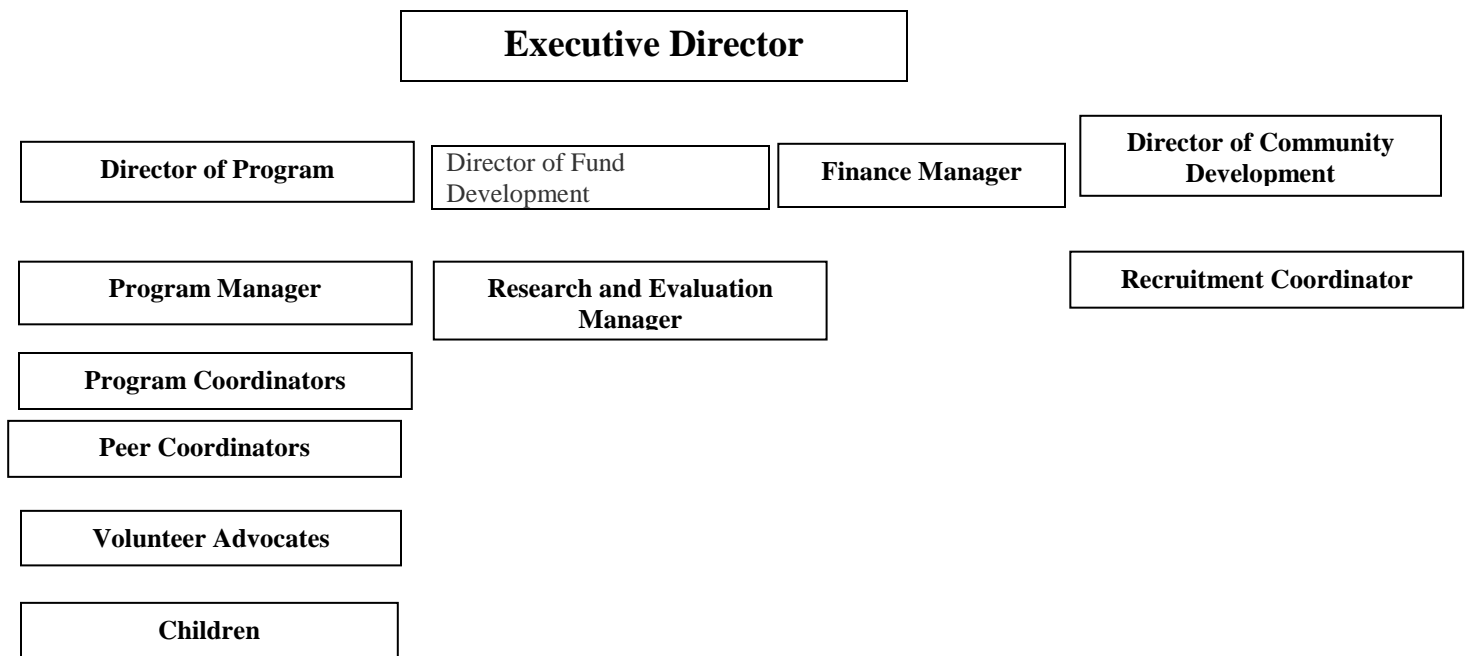 Executive Director
Director of Program
Director of Fund
Development
Finance Manager
Director of Community
Development
Program Manager
Research and Evaluation
Manager
Recruitment Coordinator
Program Coordinators
Peer Coordinators
Volunteer Advocates
Children